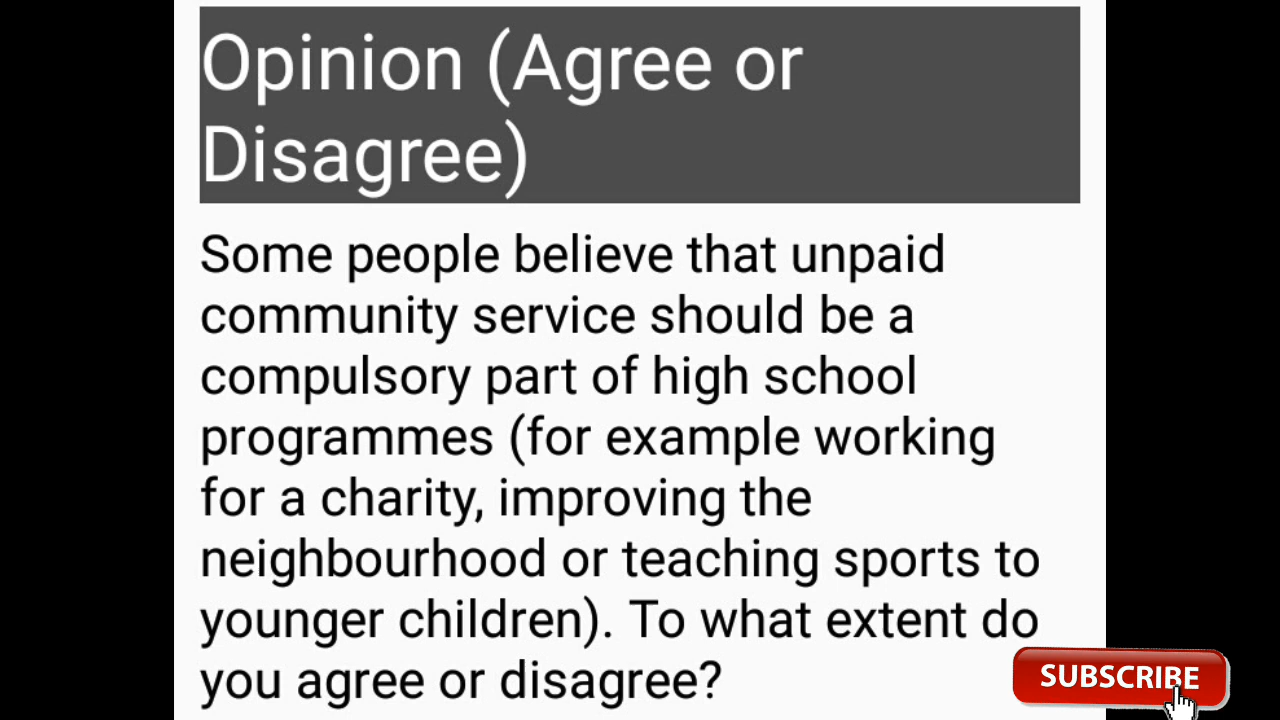 Opinion (Agree or
Disagree)
Some people believe that unpaid
community service should be a
compulsory part of high school
programmes (for example working
for a charity, improving the
neighbourhood or teaching sports to
younger children). To what extent do
you agree or disagree?
SUBSCRIBE